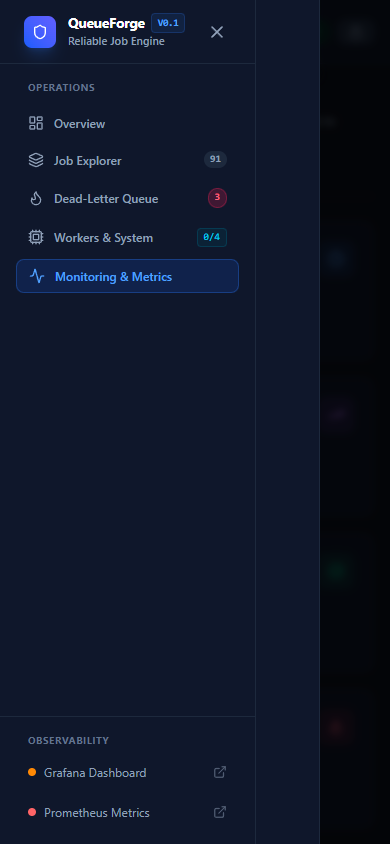 QueueForge V0.1
Reliable Job Engine
OPERATIONS
Overview
Job Explorer 91
Dead-Letter Queue 3
Workers & System 0/4
Monitoring & Metrics
OBSERVABILITY
Grafana Dashboard
Prometheus Metrics